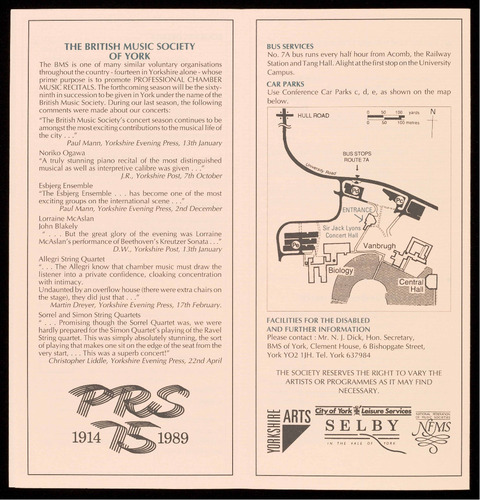 THE BRITISH MUSIC SOCIETY
OF YORK
The BMS is one of many similar voluntary organisations
throughout the country - fourteen in Yorkshire alone - whose
prime purpose is to promote PROFESSIONAL CHAMBER
MUSIC RECITALS. The forthcoming season will be the sixty-
ninth in succession to be given in York under the name of the
British Music Society. During our last season, the following
comments were made about our concerts:
"The British Music Society's concert season continues to be
amongst the most exciting contributions to the musical life of
the city . . ."
Paul Mann, Yorkshire Evening Press, 13th January
Noriko Ogawa
"A truly stunning piano recital of the most distinguished
musical as well as interpretive calibre was given . . ."
J.R., Yorkshire Post, 7th October
Esbjerg Ensemble
"The Esbjerg Ensemble . . . has become one of the most
exciting groups on the international scene . . ."
Paul Mann, Yorkshire Evening Press, 2nd December
Lorraine McAslan
John Blakely
" . . . But the great glory of the evening was Lorraine
McAslan's performance of Beethoven's Kreutzer Sonata . . ."
D.W., Yorkshire Post, 13th January
Allegri String Quartet
". . . The Allegri know that chamber music must draw the
listener into a private confidence, cloaking concentration
with intimacy.
Undaunted by an overflow house (there were extra chairs on
the stage), they did just that . . ."
Martin Dreyer, Yorkshire Evening Press, 17th February.
Sorrel and Simon String Quartets
" . . . Promising though the Sorrel Quartet was, we were
hardly prepared for the Simon Quartet's playing of the Ravel
String quartet. This was simply absolutely stunning, the sort
of playing that makes one sit on the edge of the seat from the
very start, . . . This was a superb concert!"
Christopher Liddle, Yorkshire Evening Press, 22nd April
PRS
1914 75 1989
BUS SERVICES
No. 7A bus runs every half hour from Acomb, the Railway
Station and Tang Hall. Alight at the first stop on the University
Campus.
CAR PARKS
Use Conference Car Parks c, d, e, as shown on the map
below.
HULL ROAD
0 50 100 yards
0 50 100 metres
N
BUS STOPS
ROUTE 7A
University Road
ENTRANCE
Sir Jack Lyons
Concert Hall
Vanbrugh
Biology
Central
Hall
FACILITIES FOR THE DISABLED
AND FURTHER INFORMATION
Please contact : Mr. N. J. Dick, Hon. Secretary,
BMS of York, Clement House, 6 Bishopgate Street,
York YO2 1JH. Tel. York 637984
THE SOCIETY RESERVES THE RIGHT TO VARY THE
ARTISTS OR PROGRAMMES AS IT MAY FIND
NECESSARY.
YORKSHIRE ARTS
City of York Leisure Services
SELBY
IN THE VALE OF YORK
NATIONAL FEDERATION
OF MUSIC SOCIETIES
NFMS